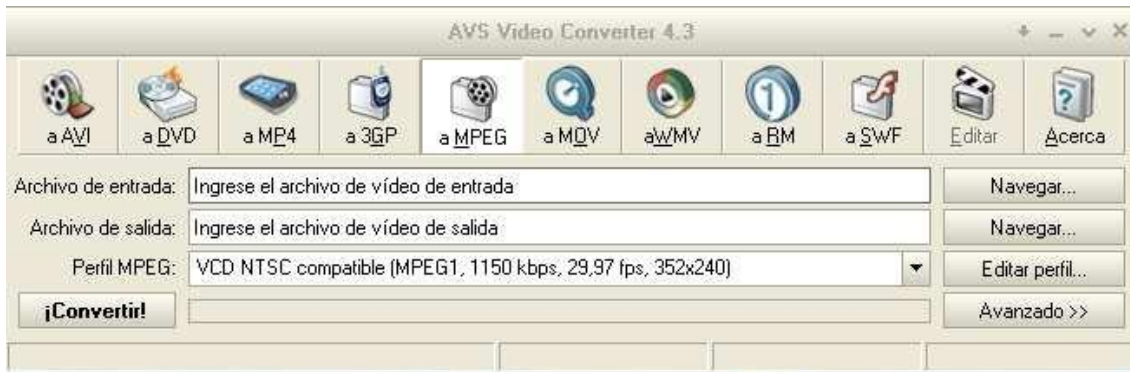 AVS Video Converter 4.3
a AVI a DVD a MP4 a 3GP a MPEG a MOV aWMV a RM a SWF Editar Acerca
Archivo de entrada: Ingrese el archivo de vídeo de entrada Navegar...
Archivo de salida: Ingrese el archivo de vídeo de salida Navegar...
Perfil MPEG: VCD NTSC compatible (MPEG1, 1150 kbps, 29,97 fps, 352x240) Editar perfil...
¡Convertir! Avanzado >>